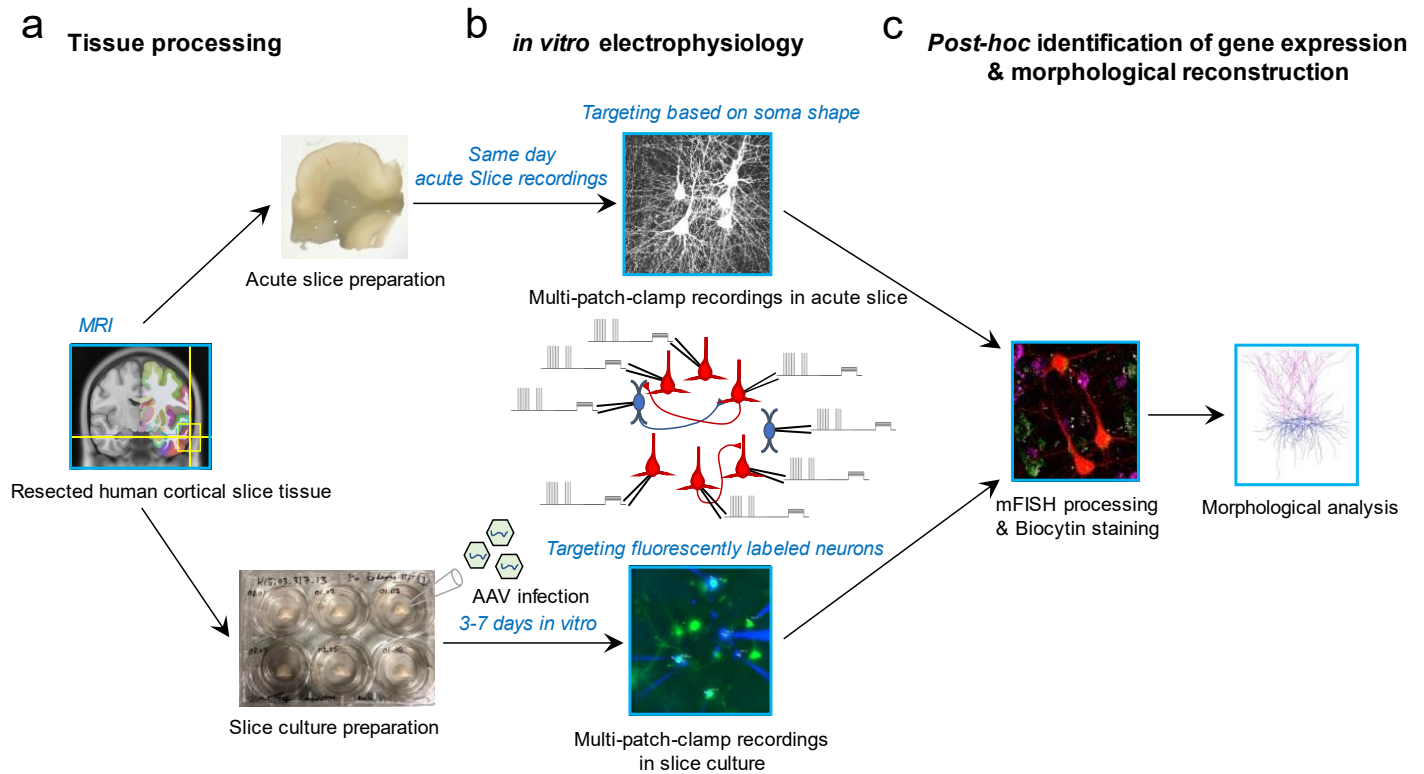 a
Tissue processing
b
in vitro electrophysiology
c
Post-hoc identification of gene expression
& morphological reconstruction
Targeting based on soma shape
Same day
acute Slice recordings
Acute slice preparation
Multi-patch-clamp recordings in acute slice
MRI
Resected human cortical slice tissue
mFISH processing
& Biocytin staining
Morphological analysis
Targeting fluorescently labeled neurons
AAV infection
3-7 days in vitro
Slice culture preparation
Multi-patch-clamp recordings
in slice culture